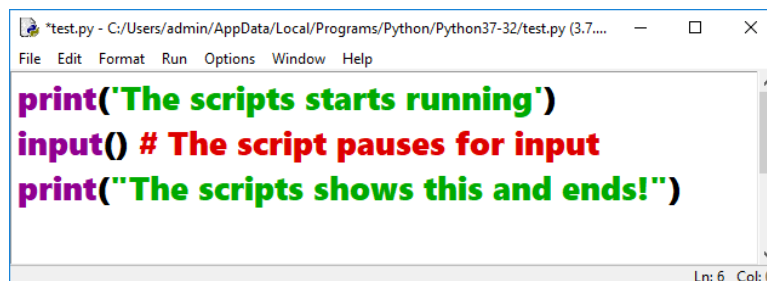 *test.py - C:/Users/admin/AppData/Local/Programs/Python/Python37-32/test.py (3.7....
File Edit Format Run Options Window Help
print('The scripts starts running')
input() # The script pauses for input
print("The scripts shows this and ends!")
Ln: 6 Col: